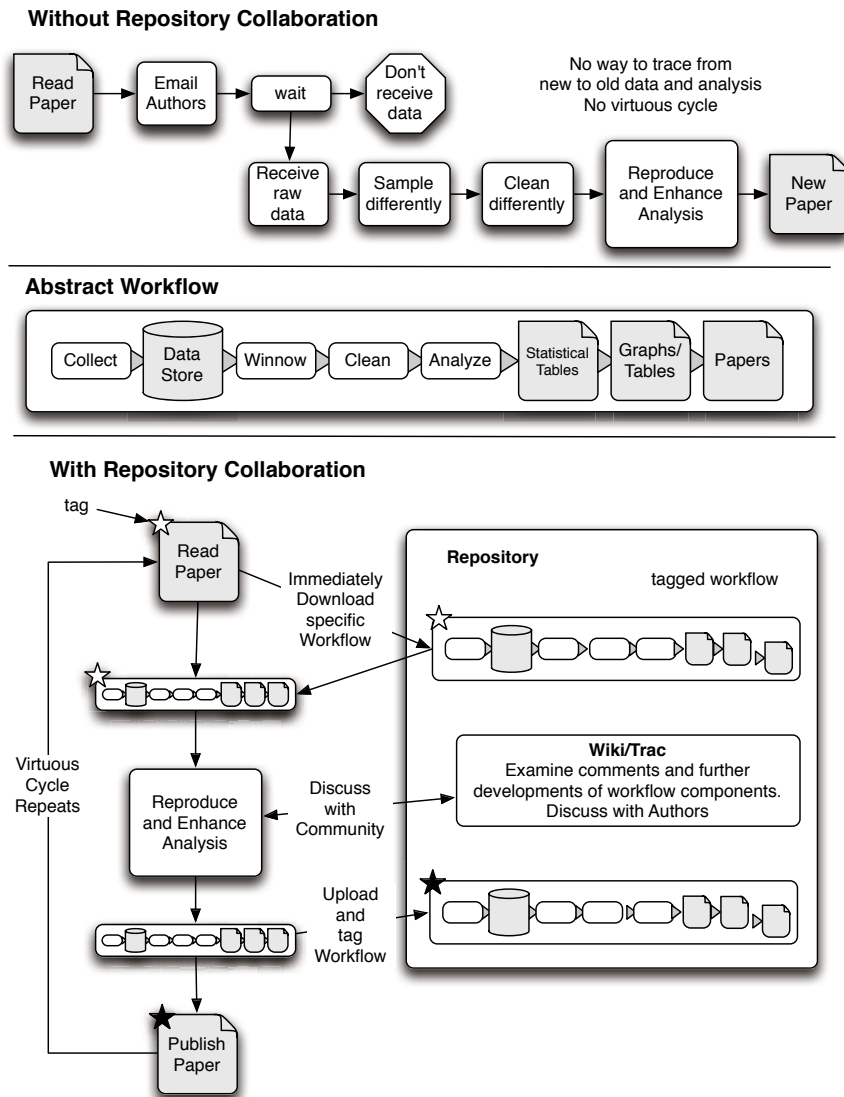 Without Repository Collaboration
Read
Paper
Email
Authors
wait
Don't
receive
data
No way to trace from
new to old data and analysis
No virtuous cycle
Receive
raw
data
Sample
differently
Clean
differently
Reproduce
and Enhance
Analysis
New
Paper
Abstract Workflow
Collect
Data
Store
Winnow
Clean
Analyze
Statistical
Tables
Graphs/
Tables
Papers
With Repository Collaboration
tag
Read
Paper
Immediately
Download
specific
Workflow
Repository
tagged workflow
Virtuous
Cycle
Repeats
Reproduce
and Enhance
Analysis
Discuss
with
Community
Wiki/Trac
Examine comments and further
developments of workflow components.
Discuss with Authors
Upload
and
tag
Workflow
Publish
Paper